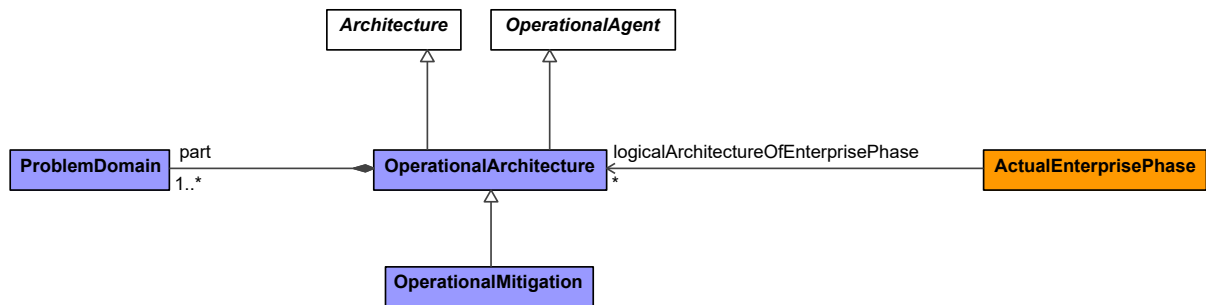 Architecture
OperationalAgent
ProblemDomain
part
1..*
OperationalArchitecture
logicalArchitectureOfEnterprisePhase
*
ActualEnterprisePhase
OperationalMitigation